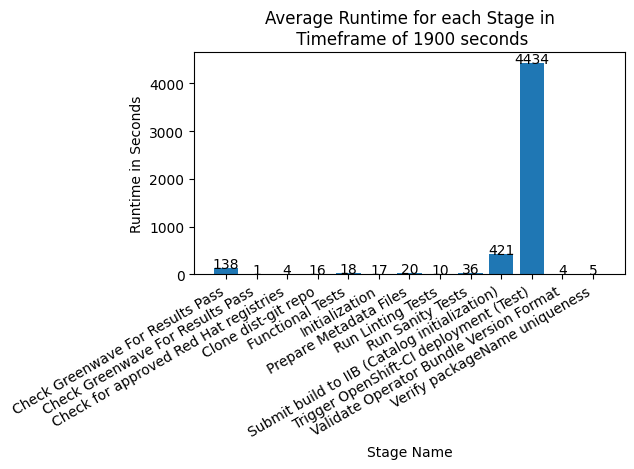 Average Runtime for each Stage in
Timeframe of 1900 seconds
Runtime in Seconds
4000
3000
2000
1000
0
138
1
4
16
18
17
20
10
36
421
4434
4
5
Check Greenwave For Results Pass
Check Greenwave For Results Pass
Check for approved Red Hat registries
Clone dist-git repo
Functional Tests
Initialization
Prepare Metadata Files
Run Linting Tests
Run Sanity Tests
Submit build to IIB (Catalog initialization)
Trigger OpenShift-CI deployment (Test)
Validate Operator Bundle Version Format
Verify packageName uniqueness
Stage Name